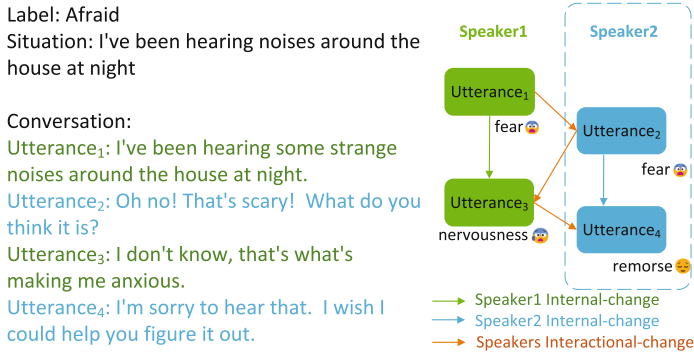 Label: Afraid
Situation: I've been hearing noises around the
house at night
Conversation:
Utterance₁: I've been hearing some strange
noises around the house at night.
Utterance₂: Oh no! That's scary!  What do you
think it is?
Utterance₃: I don't know, that's what's
making me anxious.
Utterance₄: I'm sorry to hear that.  I wish I
could help you figure it out.
Speaker1
Speaker2
Utterance₁
fear
Utterance₂
fear
Utterance₃
nervousness
Utterance₄
remorse
Speaker1 Internal-change
Speaker2 Internal-change
Speakers Interactional-change